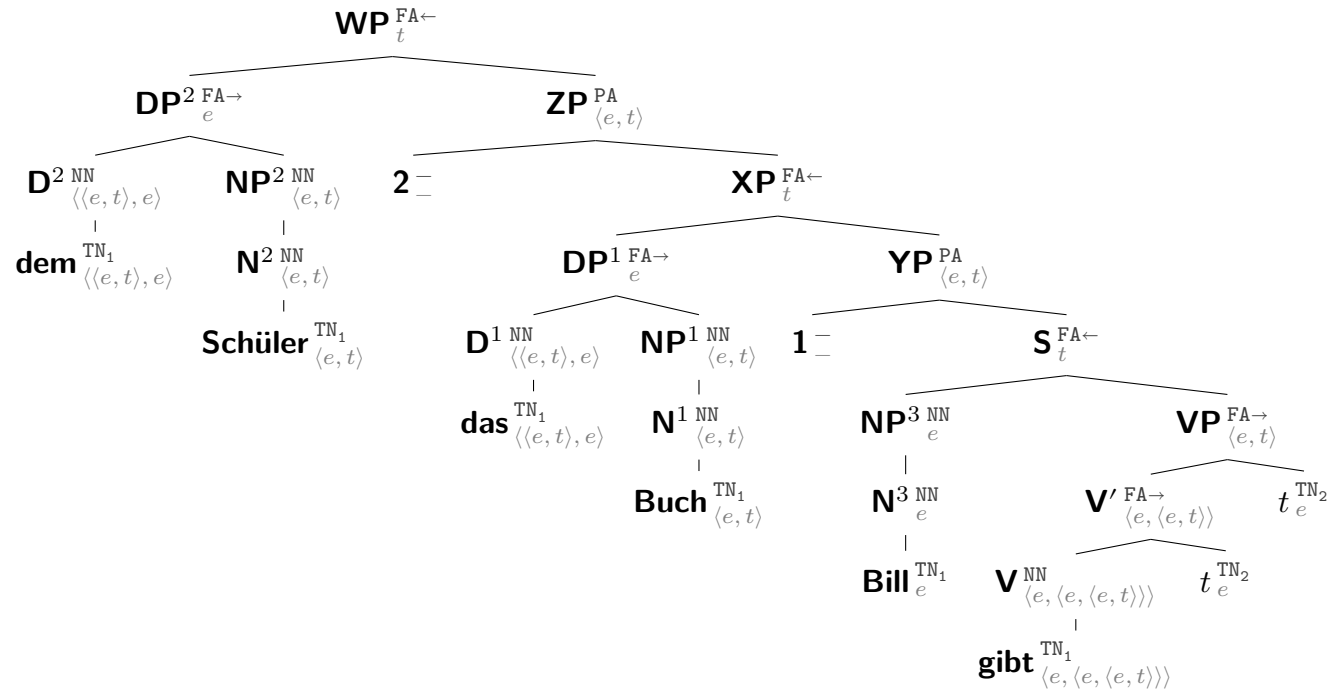 WP FA← t
DP² FA→ e ZP PA ⟨e, t⟩
D² NN ⟨⟨e, t⟩, e⟩ NP² NN ⟨e, t⟩ 2 – – XP FA← t
dem TN₁ ⟨⟨e, t⟩, e⟩ N² NN ⟨e, t⟩ DP¹ FA→ e YP PA ⟨e, t⟩
Schüler TN₁ ⟨e, t⟩ D¹ NN ⟨⟨e, t⟩, e⟩ NP¹ NN ⟨e, t⟩ 1 – – S FA← t
das TN₁ ⟨⟨e, t⟩, e⟩ N¹ NN ⟨e, t⟩ NP³ NN e VP FA→ ⟨e, t⟩
Buch TN₁ ⟨e, t⟩ N³ NN e V′ FA→ ⟨e, ⟨e, t⟩⟩ t TN₂ e
Bill TN₁ e V NN ⟨e, ⟨e, ⟨e, t⟩⟩⟩ t TN₂ e
gibt TN₁ ⟨e, ⟨e, ⟨e, t⟩⟩⟩